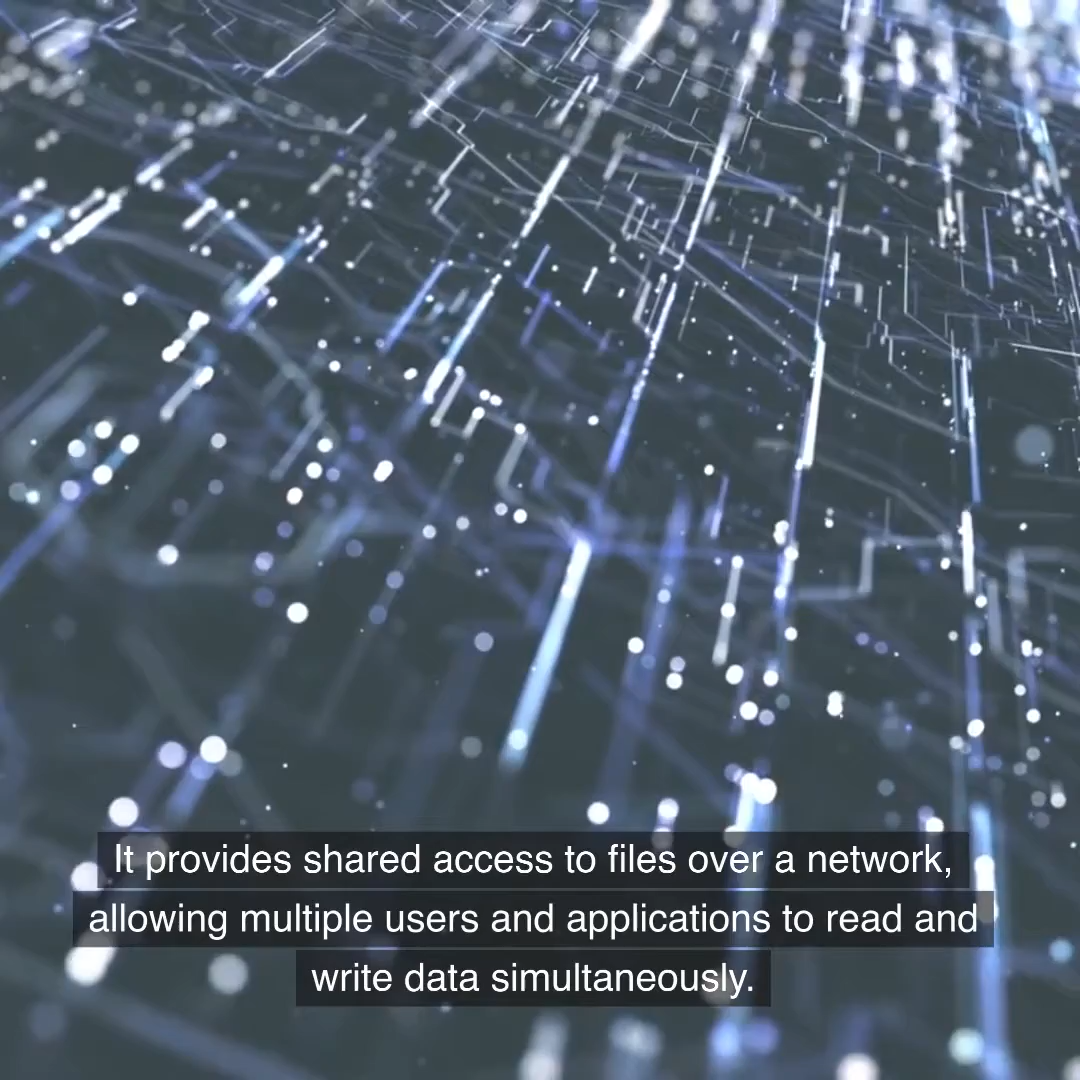 It provides shared access to files over a network,
allowing multiple users and applications to read and
write data simultaneously.